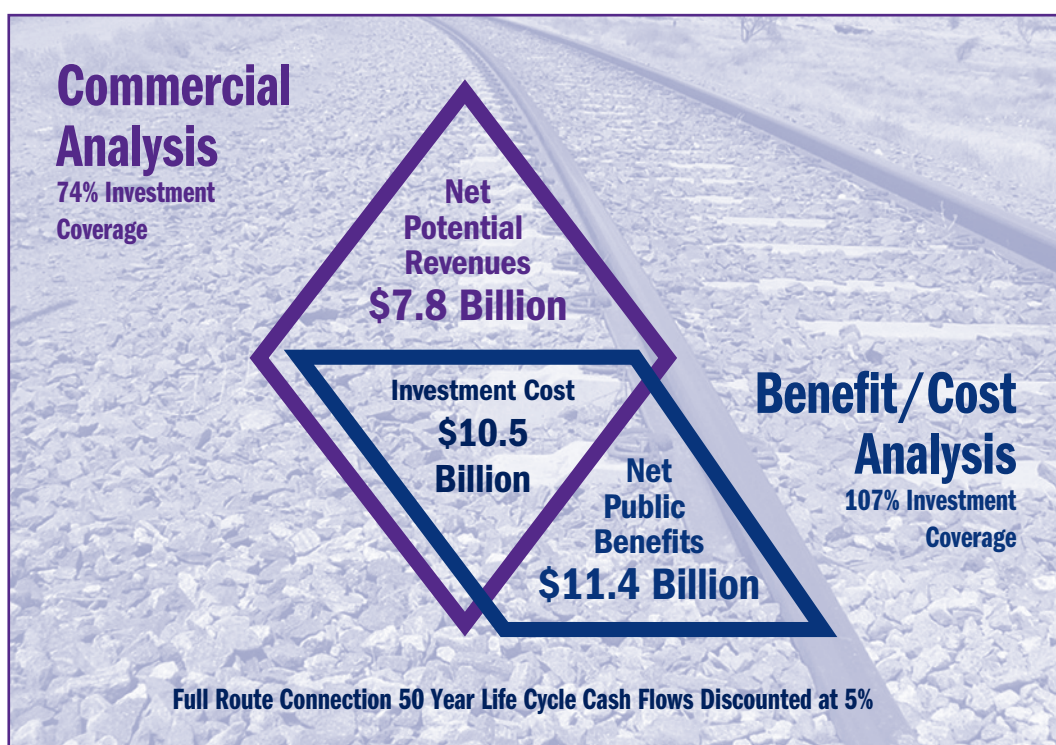 Commercial
Analysis
74% Investment
Coverage
Net
Potential
Revenues
$7.8 Billion
Investment Cost
$10.5
Billion
Net
Public
Benefits
$11.4 Billion
Benefit/Cost
Analysis
107% Investment
Coverage
Full Route Connection 50 Year Life Cycle Cash Flows Discounted at 5%